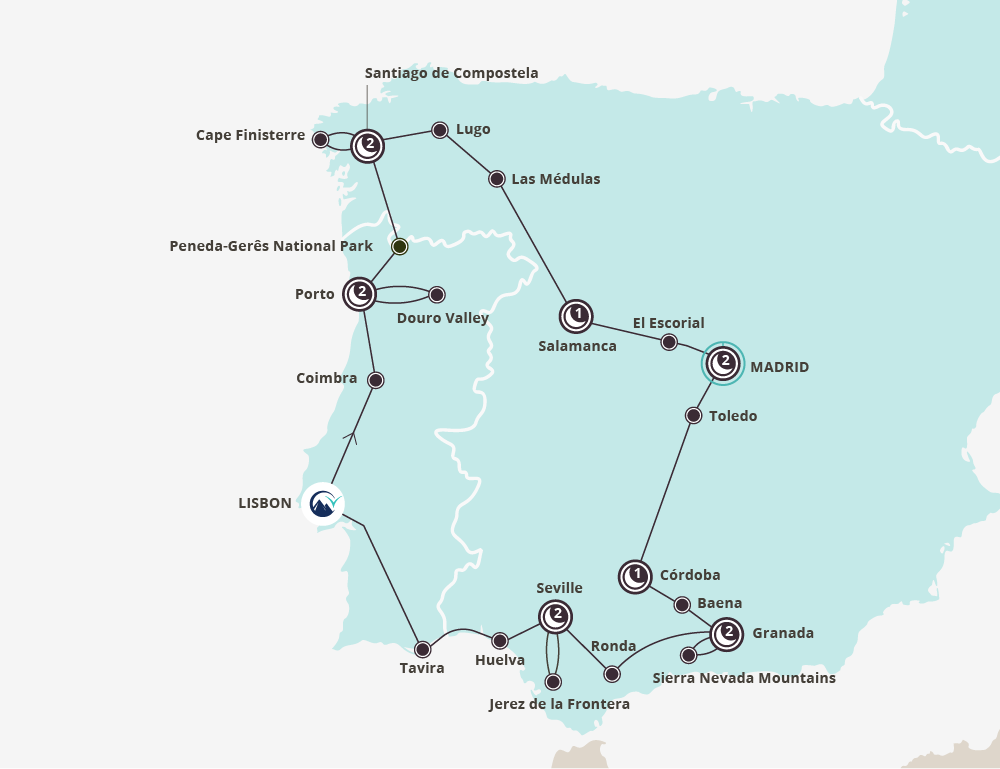 Santiago de Compostela
Cape Finisterre
2
Lugo
Las Médulas
Peneda-Gerês National Park
Porto
2
Douro Valley
1
Salamanca
El Escorial
2
MADRID
Coimbra
Toledo
LISBON
1
Córdoba
Seville
2
Baena
2
Granada
Ronda
Tavira
Huelva
Sierra Nevada Mountains
Jerez de la Frontera